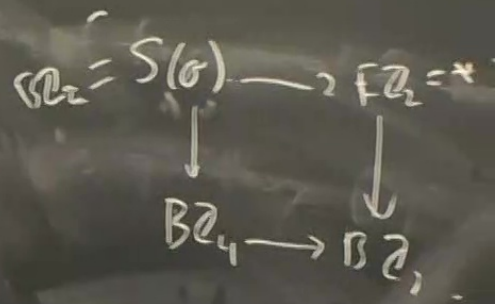 BZ₂ = S(σ) → EZ₂ = *
BZ₄ → BZ₂